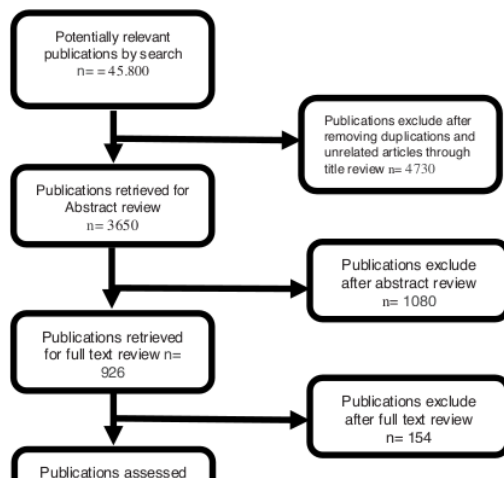 Potentially relevant
publications by search
n= = 45.800
Publications exclude after
removing duplications and
unrelated articles through
title review n= 4730
Publications retrieved for
Abstract review
n= 3650
Publications exclude
after abstract review
n= 1080
Publications retrieved
for full text review n=
926
Publications exclude
after full text review
n= 154
Publications assessed